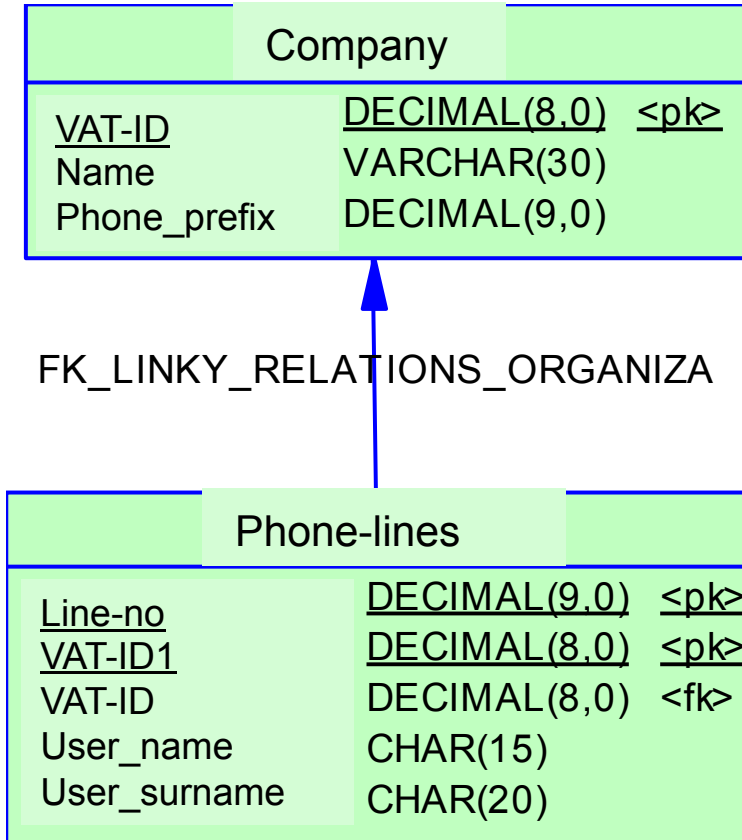 Company
VAT-ID DECIMAL(8,0) <pk>
Name VARCHAR(30)
Phone_prefix DECIMAL(9,0)
FK_LINKY_RELATIONS_ORGANIZA
Phone-lines
Line-no DECIMAL(9,0) <pk>
VAT-ID1 DECIMAL(8,0) <pk>
VAT-ID DECIMAL(8,0) <fk>
User_name CHAR(15)
User_surname CHAR(20)